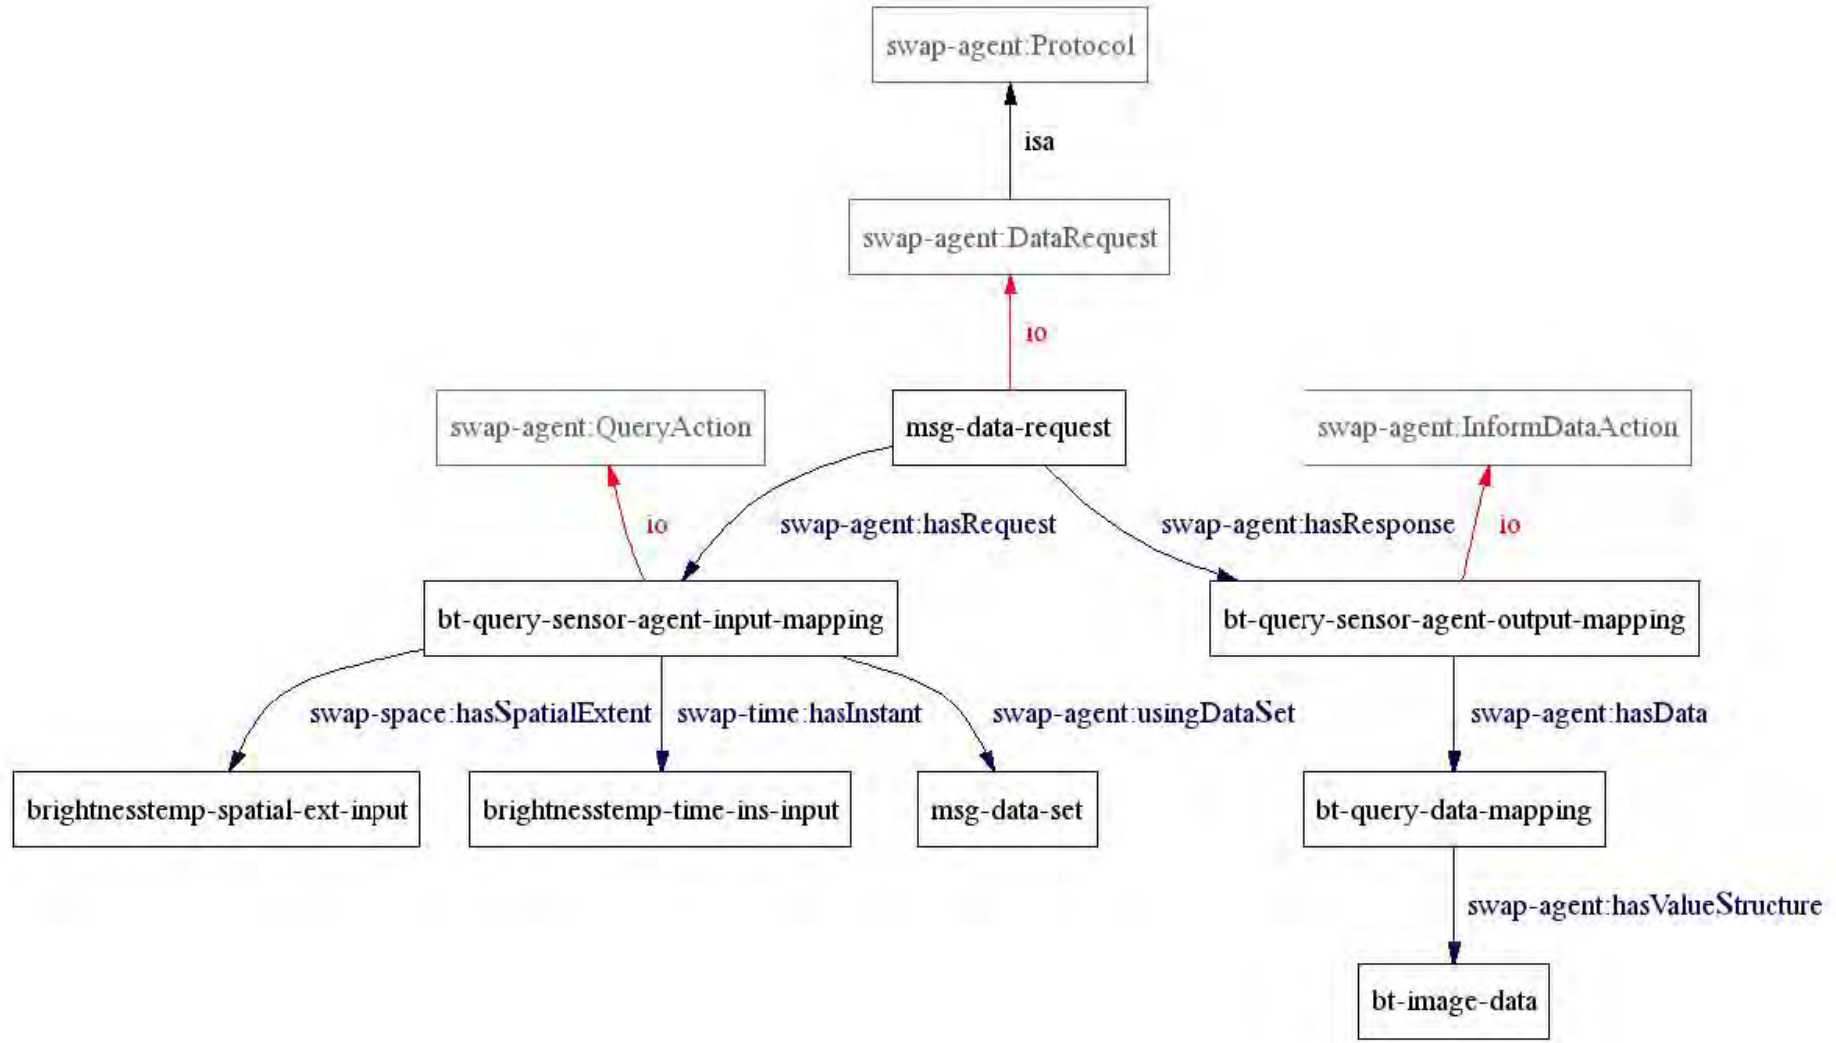 swap-agent:Protocol
isa
swap-agent:DataRequest
io
swap-agent:QueryAction
msg-data-request
swap-agent:InformDataAction
io
swap-agent:hasRequest
swap-agent:hasResponse
io
bt-query-sensor-agent-input-mapping
bt-query-sensor-agent-output-mapping
swap-space:hasSpatialExtent
swap-time:hasInstant
swap-agent:usingDataSet
swap-agent:hasData
brightnesstemp-spatial-ext-input
brightnesstemp-time-ins-input
msg-data-set
bt-query-data-mapping
swap-agent:hasValueStructure
bt-image-data